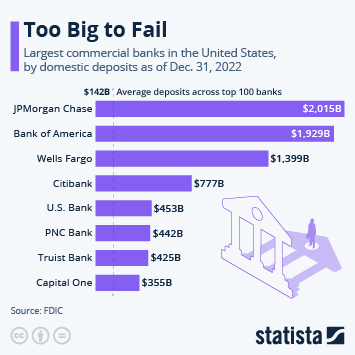 Too Big to Fail
Largest commercial banks in the United States,
by domestic deposits as of Dec. 31, 2022
$142B Average deposits across top 100 banks
JPMorgan Chase $2,015B
Bank of America $1,929B
Wells Fargo $1,399B
Citibank $777B
U.S. Bank $453B
PNC Bank $442B
Truist Bank $425B
Capital One $355B
Source: FDIC
cc
statista